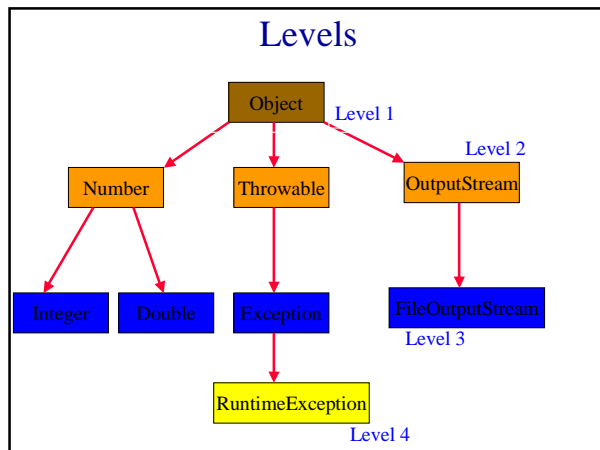 Levels
Object
Level 1
Level 2
Number
Throwable
OutputStream
Integer
Double
Exception
FileOutputStream
Level 3
RuntimeException
Level 4